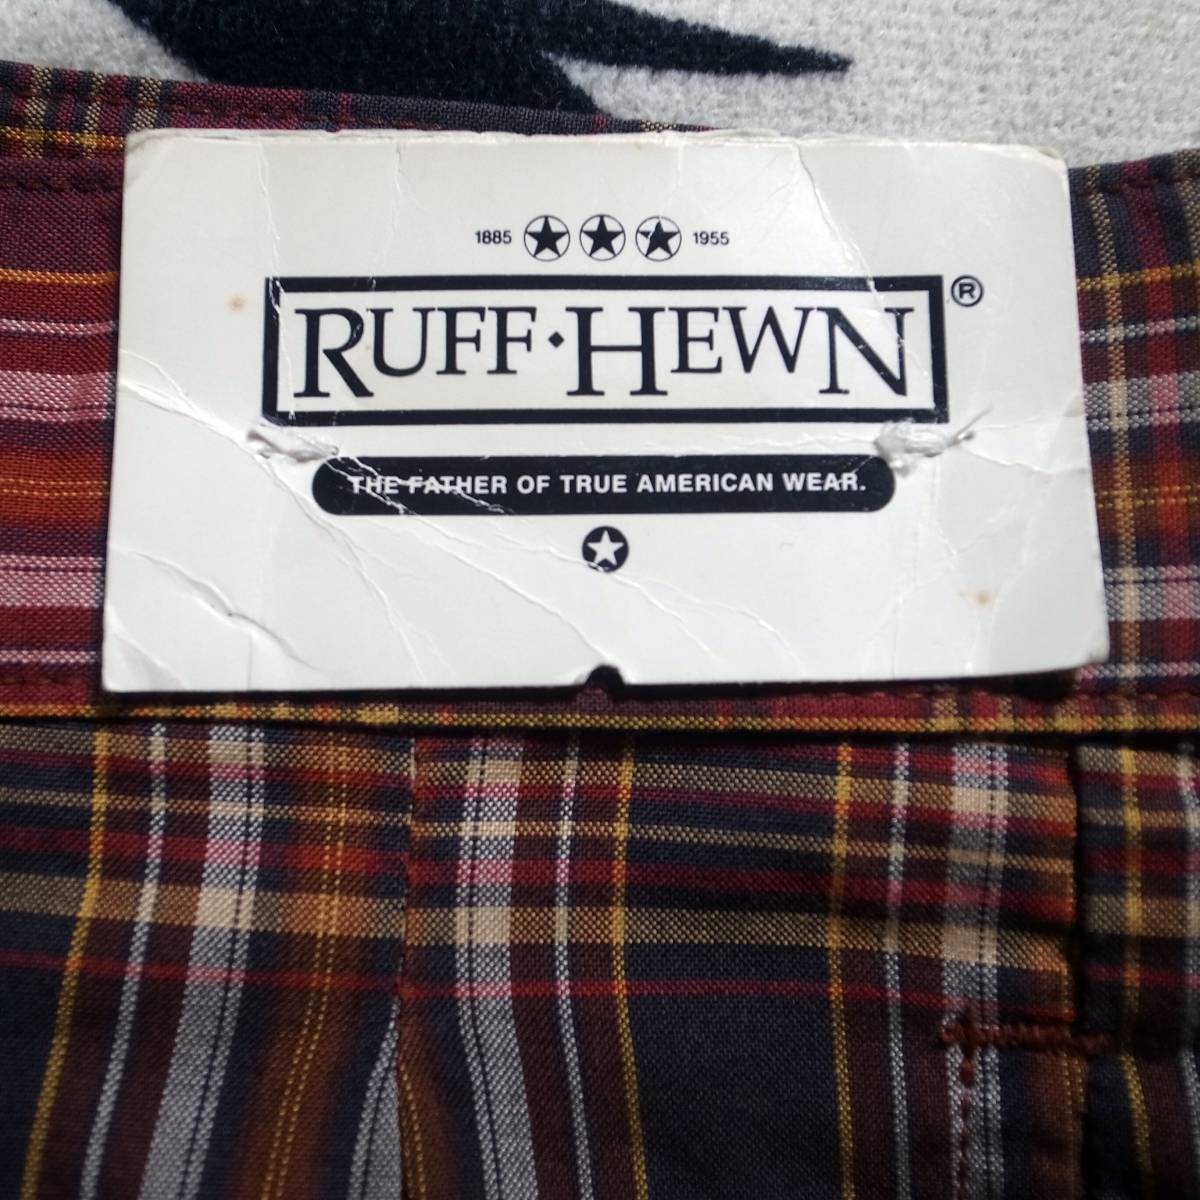 1885 1955
RUFF·HEWN®
THE FATHER OF TRUE AMERICAN WEAR.